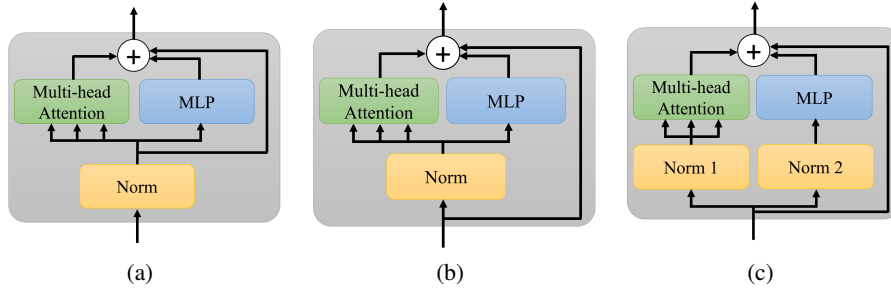 +
Multi-head
Attention
MLP
Norm
(a)
+
Multi-head
Attention
MLP
Norm
(b)
+
Multi-head
Attention
MLP
Norm 1
Norm 2
(c)